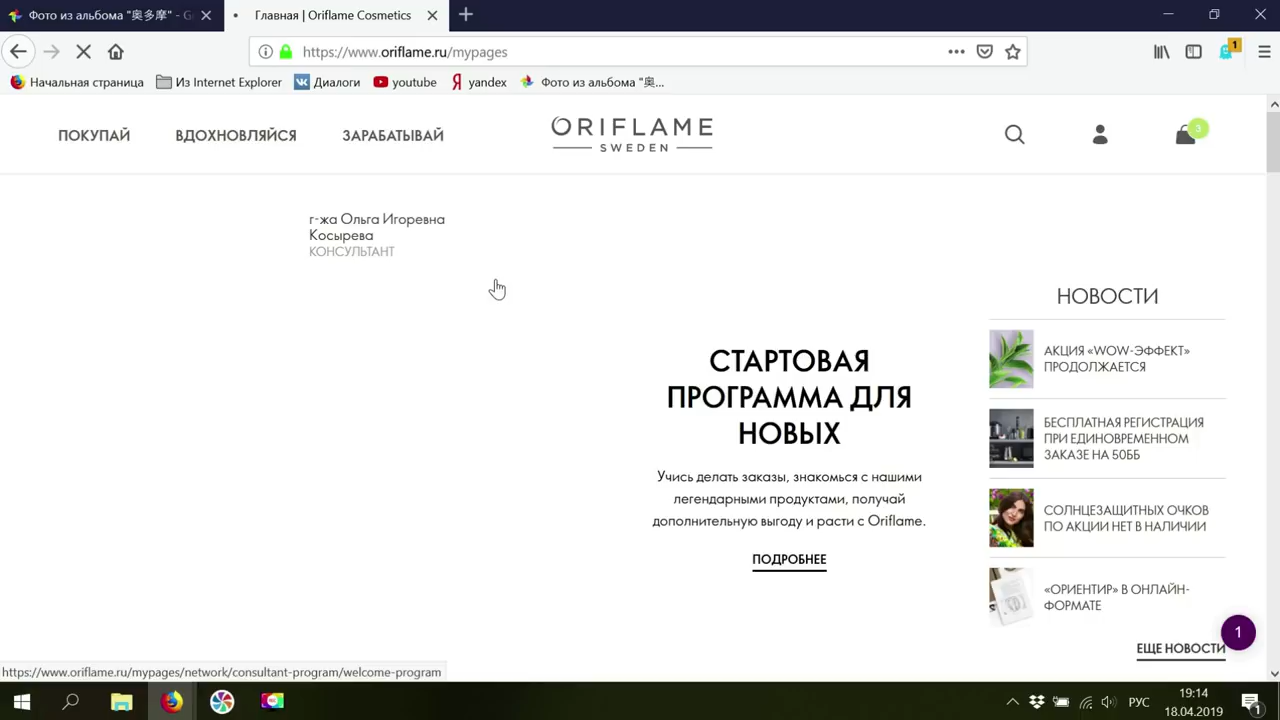 Фото из альбома "奥多摩" - G
Главная | Oriflame Cosmetics
https://www.oriflame.ru/mypages
1
Начальная страница
Из Internet Explorer
Диалоги
youtube
yandex
Фото из альбома "奥...
ПОКУПАЙ
ВДОХНОВЛЯЙСЯ
ЗАРАБАТЫВАЙ
ORIFLAME
SWEDEN
3
г-жа Ольга Игоревна
Косырева
КОНСУЛЬТАНТ
СТАРТОВАЯ
ПРОГРАММА ДЛЯ
НОВЫХ
Учись делать заказы, знакомься с нашими
легендарными продуктами, получай
дополнительную выгоду и расти с Oriflame.
ПОДРОБНЕЕ
НОВОСТИ
АКЦИЯ «WOW-ЭФФЕКТ»
ПРОДОЛЖАЕТСЯ
БЕСПЛАТНАЯ РЕГИСТРАЦИЯ
ПРИ ЕДИНОВРЕМЕННОМ
ЗАКАЗЕ НА 50ББ
СОЛНЦЕЗАЩИТНЫХ ОЧКОВ
ПО АКЦИИ НЕТ В НАЛИЧИИ
«ОРИЕНТИР» В ОНЛАЙН-
ФОРМАТЕ
1
ЕЩЕ НОВОСТИ
https://www.oriflame.ru/mypages/network/consultant-program/welcome-program
РУС
19:14
18.04.2019
1